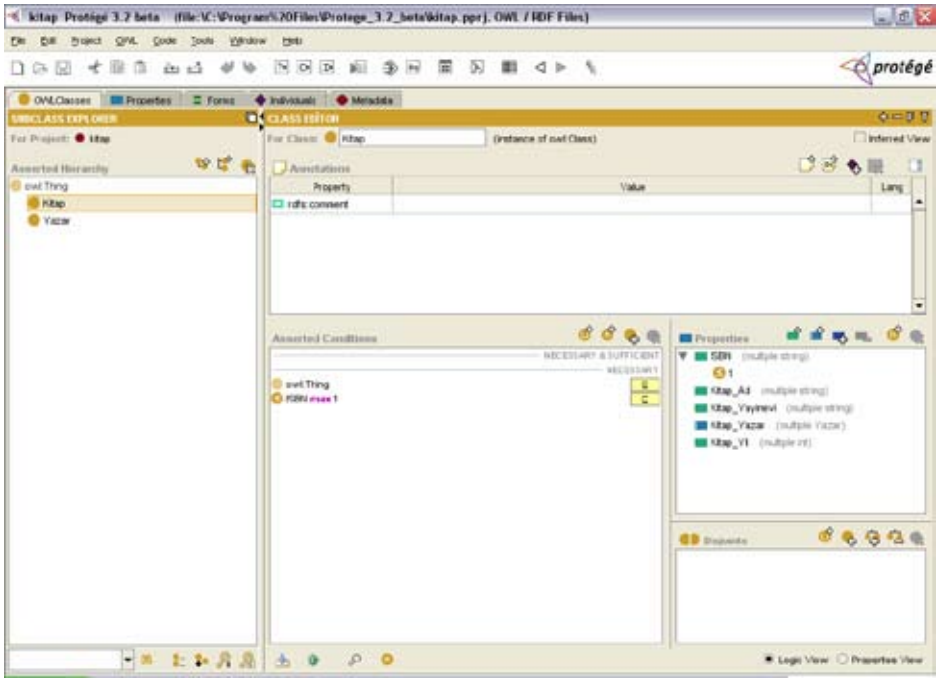 kitap Protégé 3.2 beta (file:\C:\Program%20Files\Protege_3.2_beta\kitap.pprj, OWL / RDF Files)
File Edit Project OWL Code Tools Window Help
protégé
OWLClasses Properties Forms Individuals Metadata
SUBCLASS EXPLORER CLASS EDITOR
For Project: kitap For Class: Kitap (instance of owl:Class) Inferred View
Asserted Hierarchy Annotations
owl:Thing Property Value Lang
Kitap rdfs:comment
Yazar
Asserted Conditions Properties
NECESSARY & SUFFICIENT
NECESSARY
owl:Thing
ISBN max 1
ISBN (multiple string)
1
Kitap_Ad (multiple string)
Kitap_Yayinevi (multiple string)
Kitap_Yazar (multiple Yazar)
Kitap_Yl (multiple int)
Disjoints
Logic View Properties View